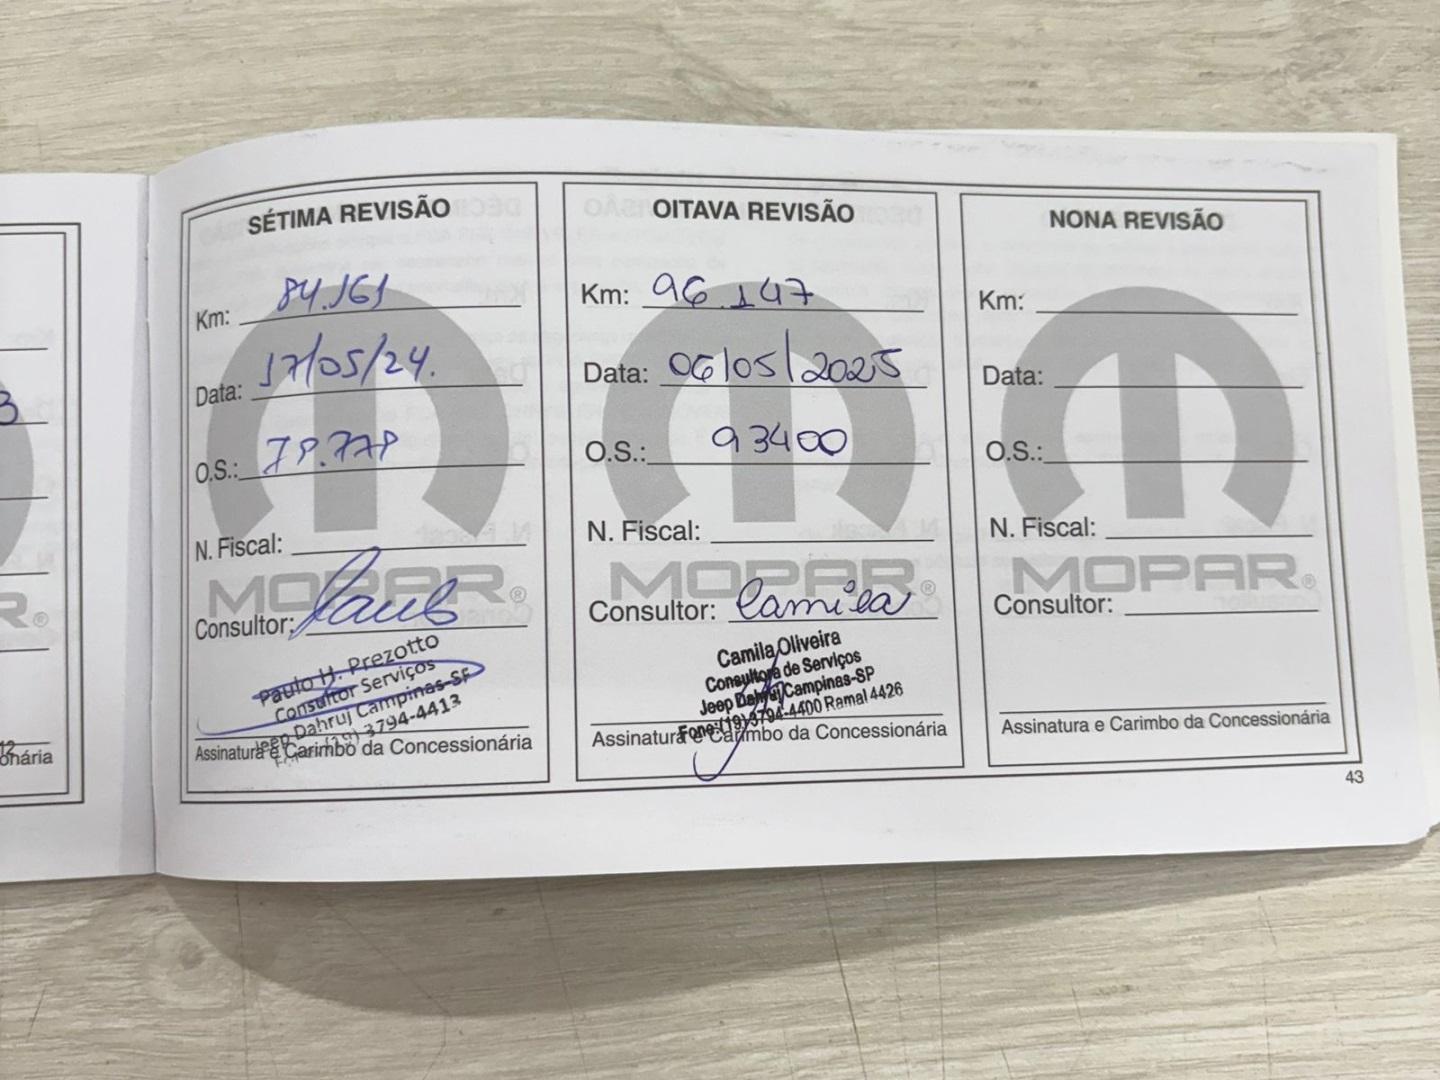 SÉTIMA REVISÃO
Km: 84.161
Data: 17/05/24.
O.S.:
N. Fiscal:
MOPAR®
Consultor: Paulo
Paulo H. Prezotto
Consultor Serviços
Jeep Dahruj Campinas-SP
(19) 3794-4413
Assinatura e Carimbo da Concessionária
OITAVA REVISÃO
Km: 96.147
Data: 06/05/2025
O.S.: 93400
N. Fiscal:
MOPAR®
Consultor: Camila
Camila Oliveira
Consultora de Serviços
Jeep Dahruj Campinas-SP
Fone: (19) 3794-4400 Ramal 4426
Assinatura e Carimbo da Concessionária
NONA REVISÃO
Km:
Data:
O.S.:
N. Fiscal:
MOPAR®
Consultor:
Assinatura e Carimbo da Concessionária
43